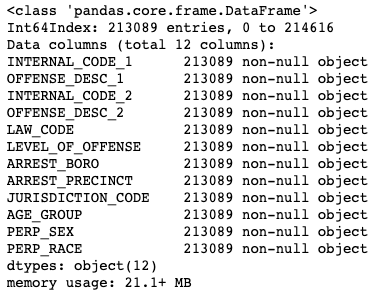 <class 'pandas.core.frame.DataFrame'>
Int64Index: 213089 entries, 0 to 214616
Data columns (total 12 columns):
INTERNAL_CODE_1 213089 non-null object
OFFENSE_DESC_1 213089 non-null object
INTERNAL_CODE_2 213089 non-null object
OFFENSE_DESC_2 213089 non-null object
LAW_CODE 213089 non-null object
LEVEL_OF_OFFENSE 213089 non-null object
ARREST_BORO 213089 non-null object
ARREST_PRECINCT 213089 non-null object
JURISDICTION_CODE 213089 non-null object
AGE_GROUP 213089 non-null object
PERP_SEX 213089 non-null object
PERP_RACE 213089 non-null object
dtypes: object(12)
memory usage: 21.1+ MB